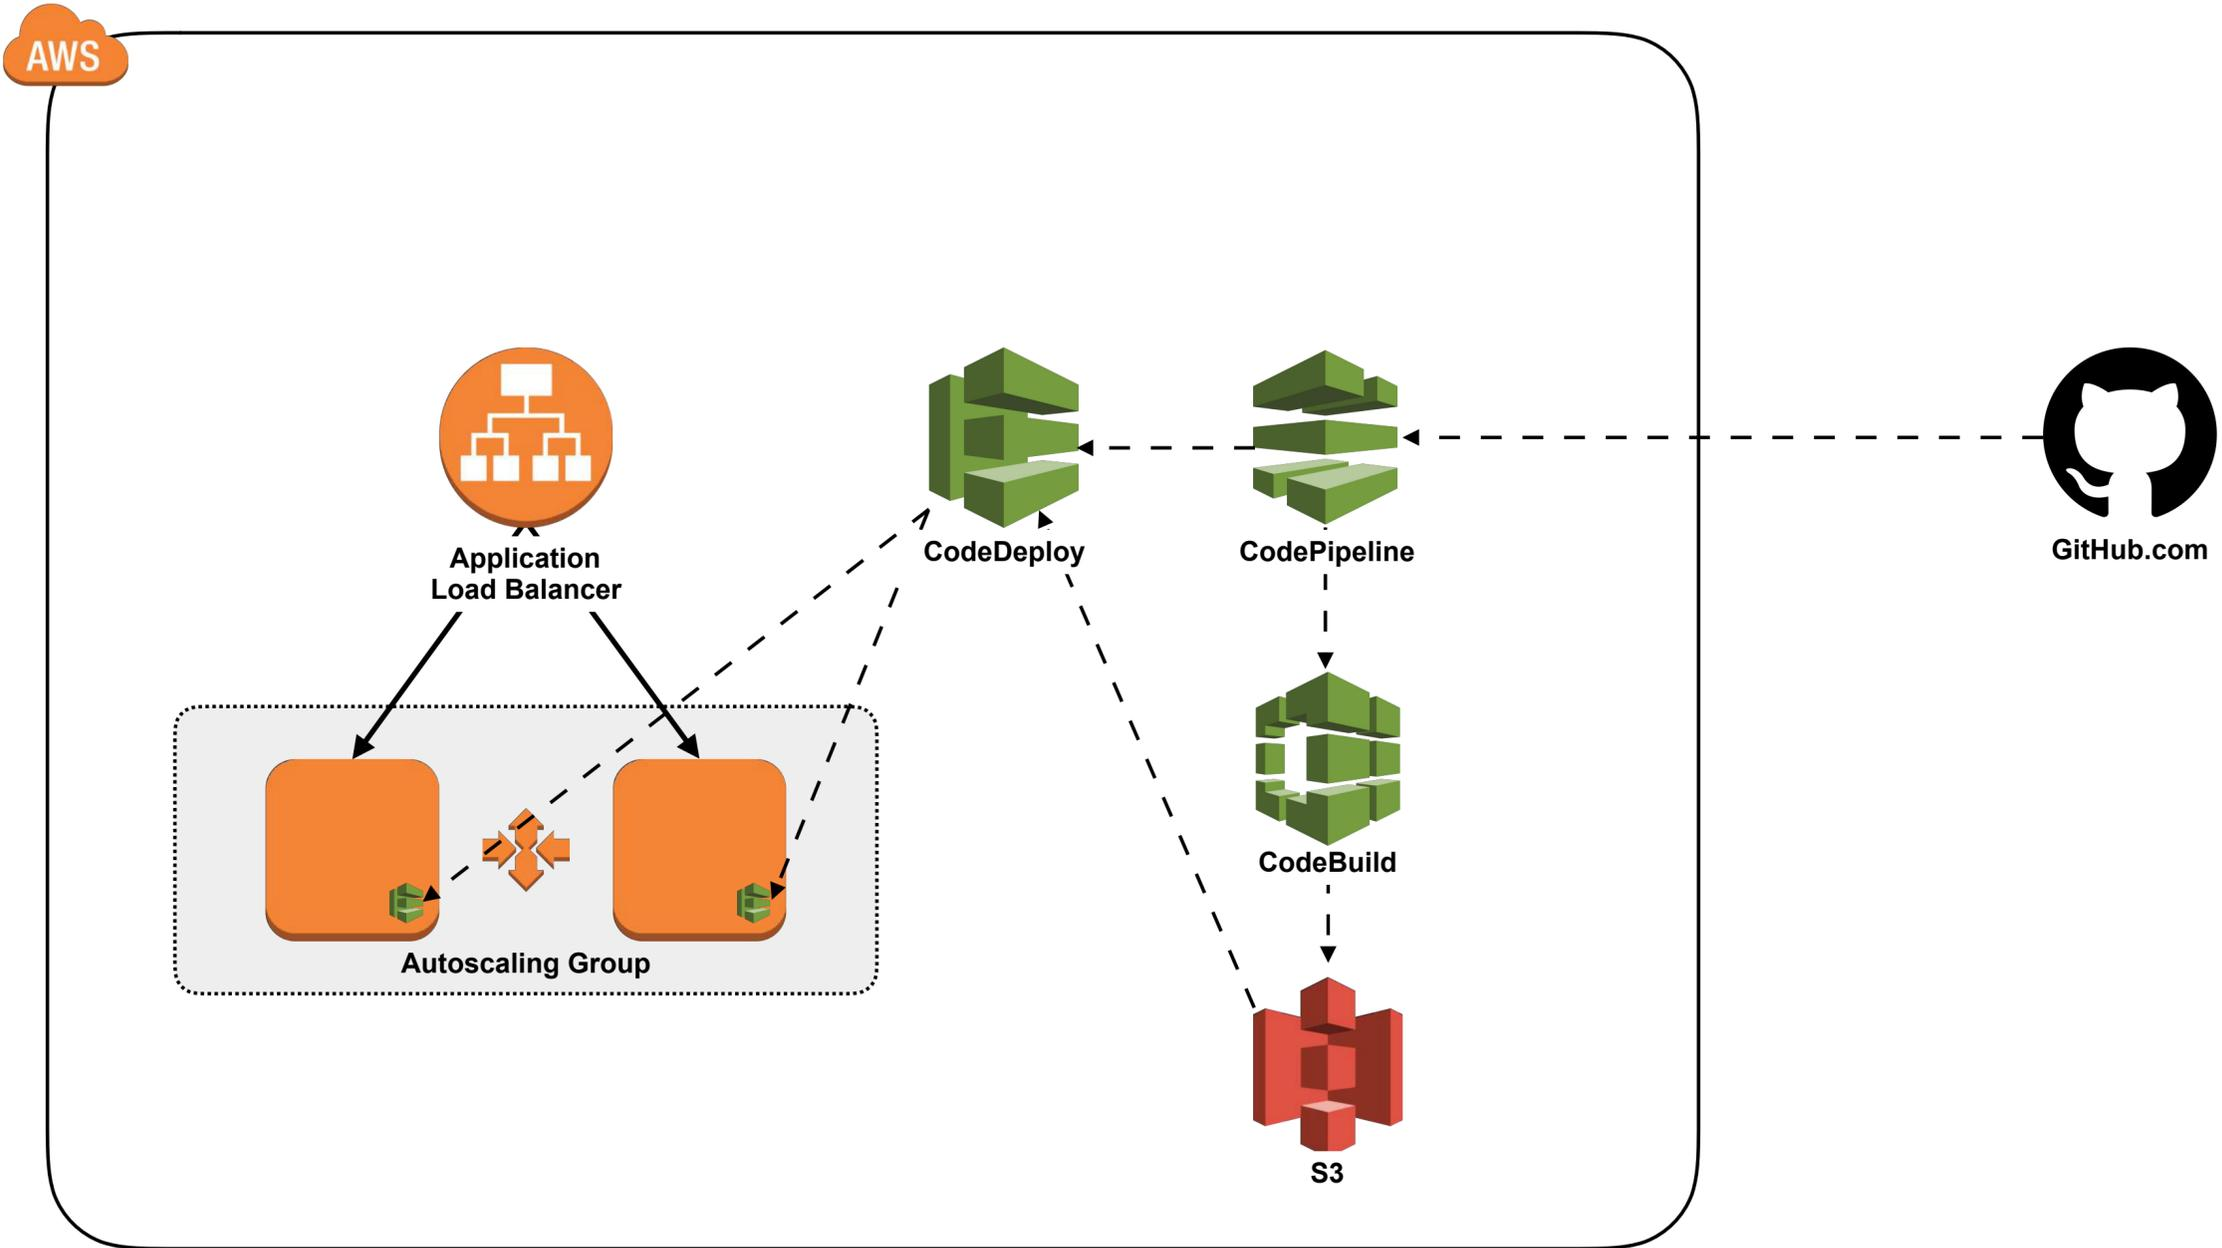 AWS
Application
Load Balancer
CodeDeploy
CodePipeline
GitHub.com
CodeBuild
Autoscaling Group
S3